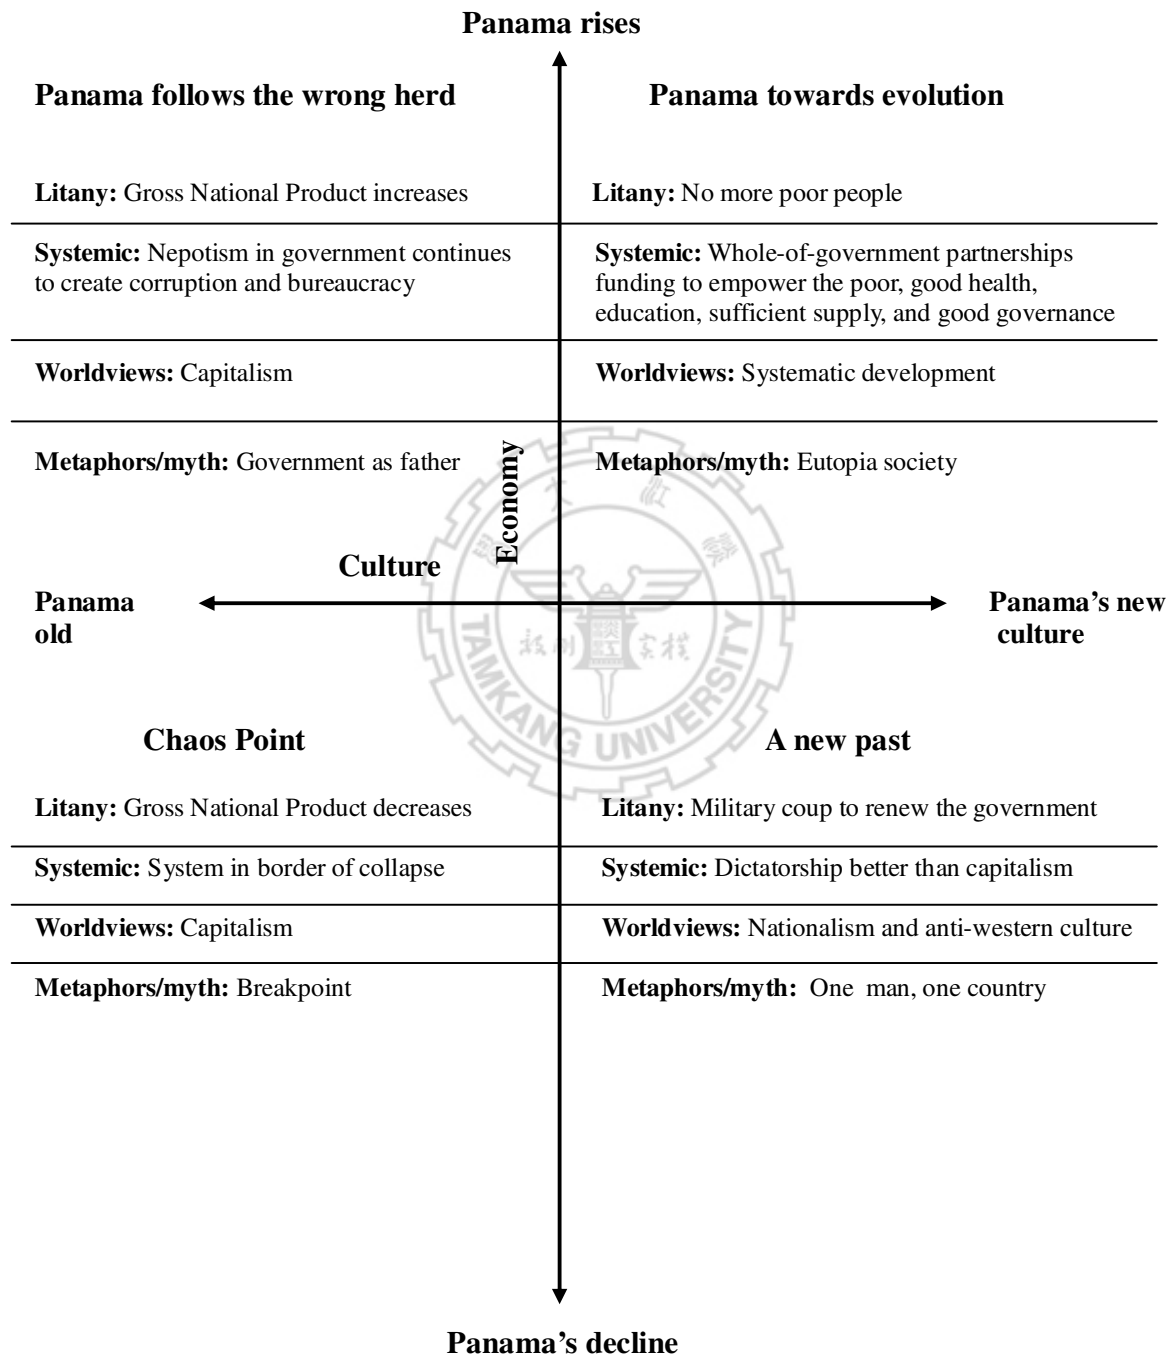 Panama rises
Panama follows the wrong herd
Panama towards evolution
Litany: Gross National Product increases
Litany: No more poor people
Systemic: Nepotism in government continues
to create corruption and bureaucracy
Systemic: Whole-of-government partnerships
funding to empower the poor, good health,
education, sufficient supply, and good governance
Worldviews: Capitalism
Worldviews: Systematic development
Metaphors/myth: Government as father
Metaphors/myth: Eutopia society
Economy
Culture
Panama
old
Panama's new
culture
TAMKANG UNIVERSITY
Chaos Point
A new past
Litany: Gross National Product decreases
Litany: Military coup to renew the government
Systemic: System in border of collapse
Systemic: Dictatorship better than capitalism
Worldviews: Capitalism
Worldviews: Nationalism and anti-western culture
Metaphors/myth: Breakpoint
Metaphors/myth: One man, one country
Panama's decline